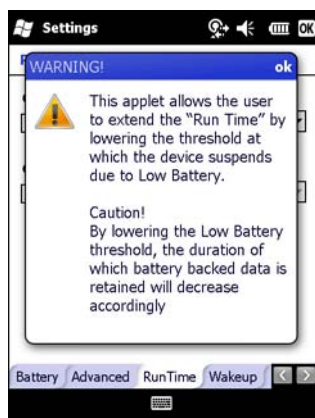 Settings
OK
WARNING!
ok
This applet allows the user
to extend the “Run Time” by
lowering the threshold at
which the device suspends
due to Low Battery.
Caution!
By lowering the Low Battery
threshold, the duration of
which battery backed data is
retained will decrease
accordingly
Battery Advanced RunTime Wakeup